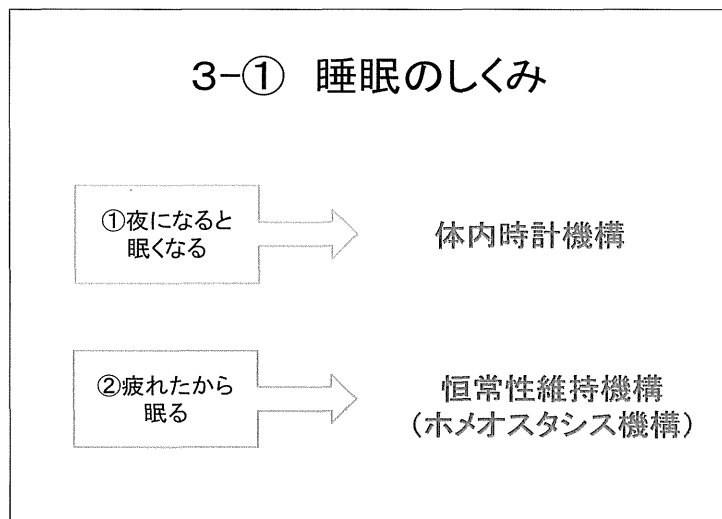 3-① 睡眠のしくみ
①夜になると
眠くなる
体内時計機構
②疲れたから
眠る
恒常性維持機構
(ホメオスタシス機構)